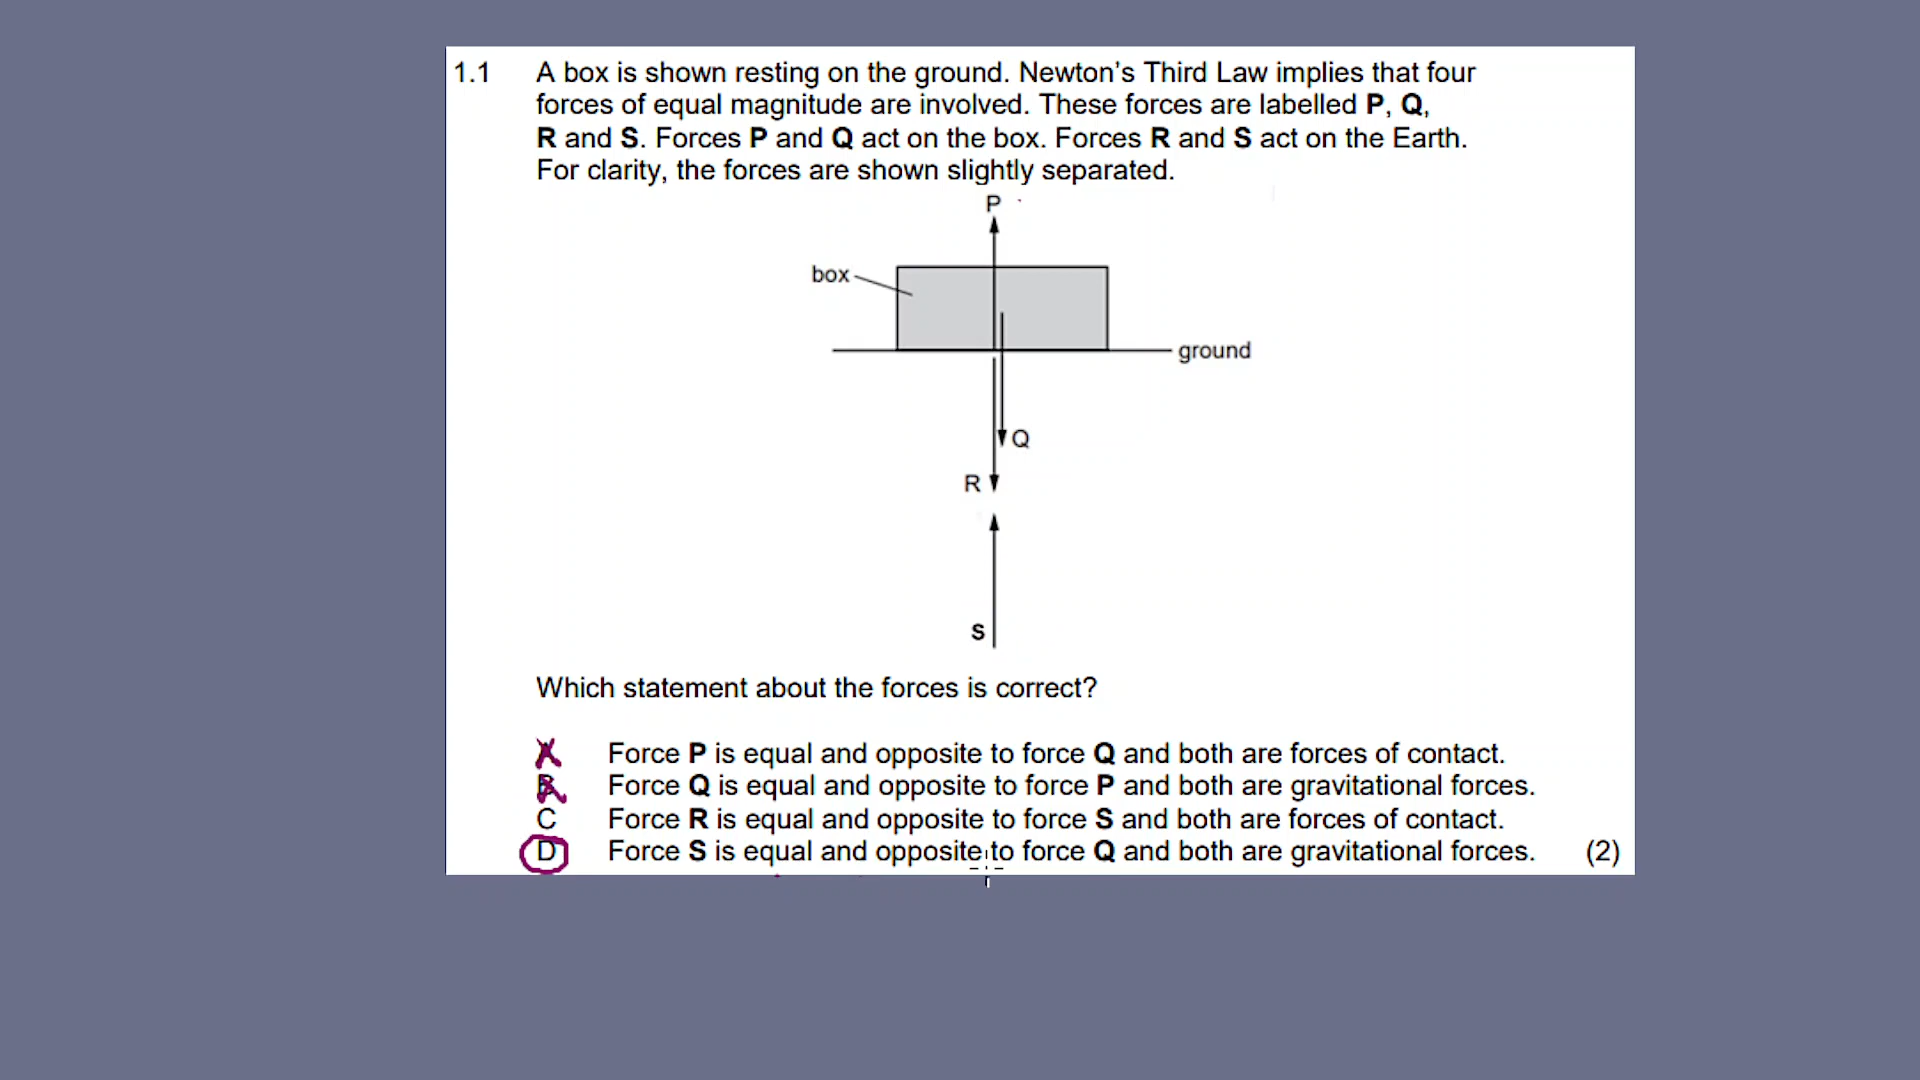 1.1 A box is shown resting on the ground. Newton's Third Law implies that four
forces of equal magnitude are involved. These forces are labelled P, Q,
R and S. Forces P and Q act on the box. Forces R and S act on the Earth.
For clarity, the forces are shown slightly separated.
P
box
ground
Q
R
S
Which statement about the forces is correct?
A Force P is equal and opposite to force Q and both are forces of contact.
B Force Q is equal and opposite to force P and both are gravitational forces.
C Force R is equal and opposite to force S and both are forces of contact.
D Force S is equal and opposite to force Q and both are gravitational forces. (2)